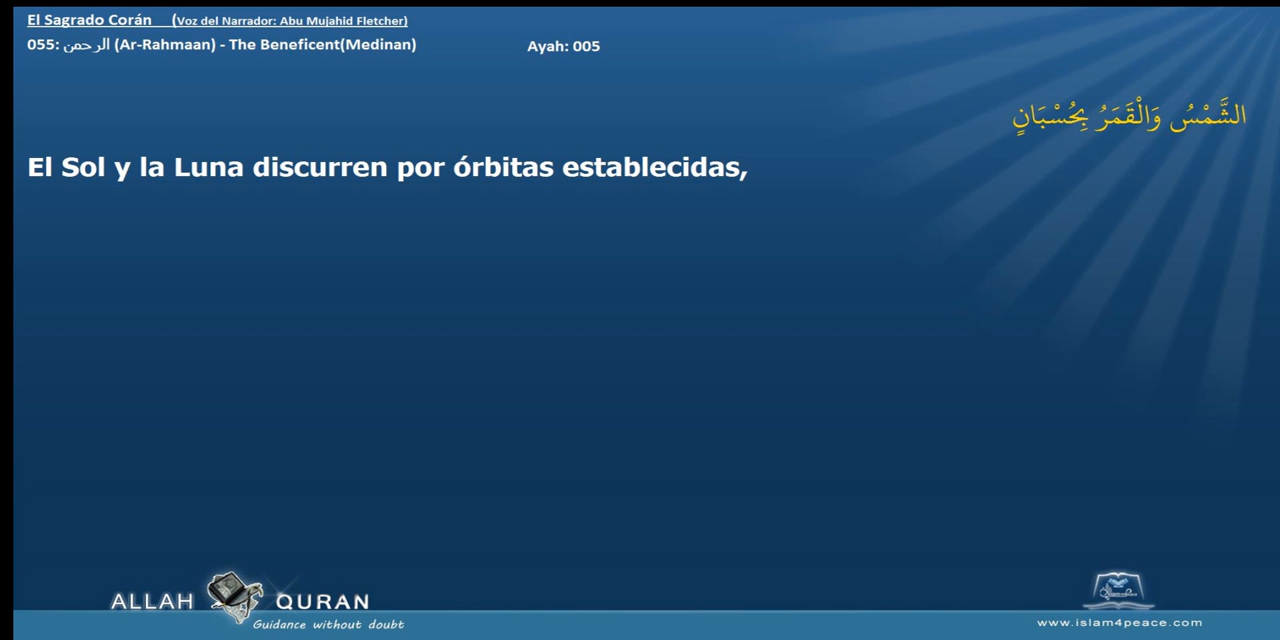 El Sagrado Corán (Voz del Narrador: Abu Mujahid Fletcher)
055: الرحمن (Ar-Rahmaan) - The Beneficent(Medinan) Ayah: 005
الشَّمْسُ وَالْقَمَرُ بِحُسْبَانٍ
El Sol y la Luna discurren por órbitas establecidas,
ALLAH QURAN
Guidance without doubt
www.islam4peace.com